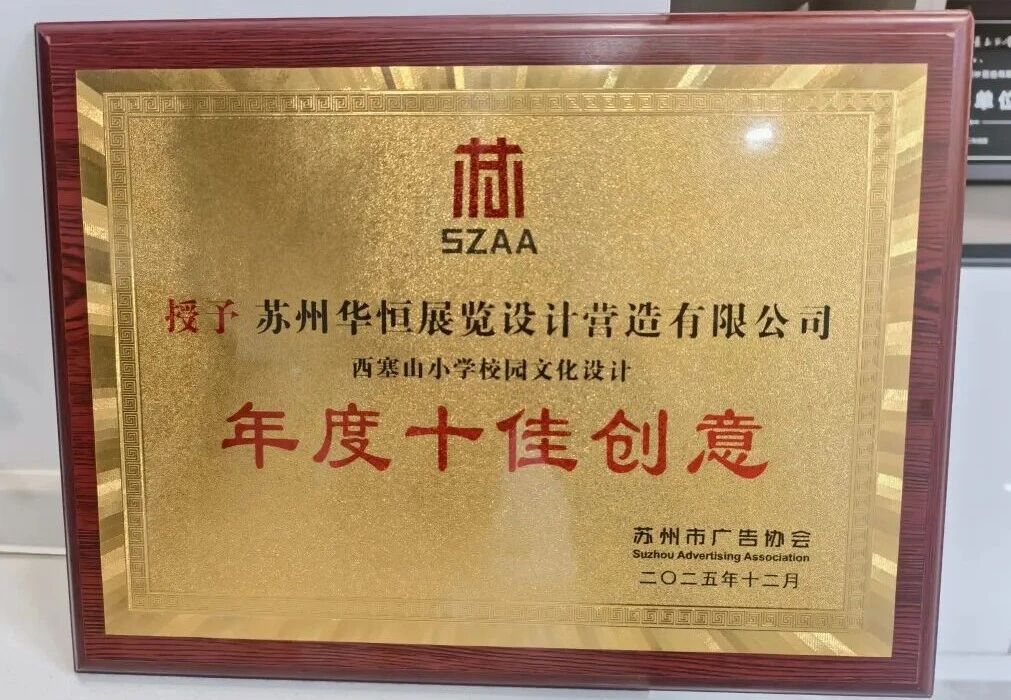 SZAA
授予 苏州华恒展览设计营造有限公司
西塞山小学校园文化设计
年度十佳创意
苏州市广告协会
Suzhou Advertising Association
二〇二五年十二月
单位